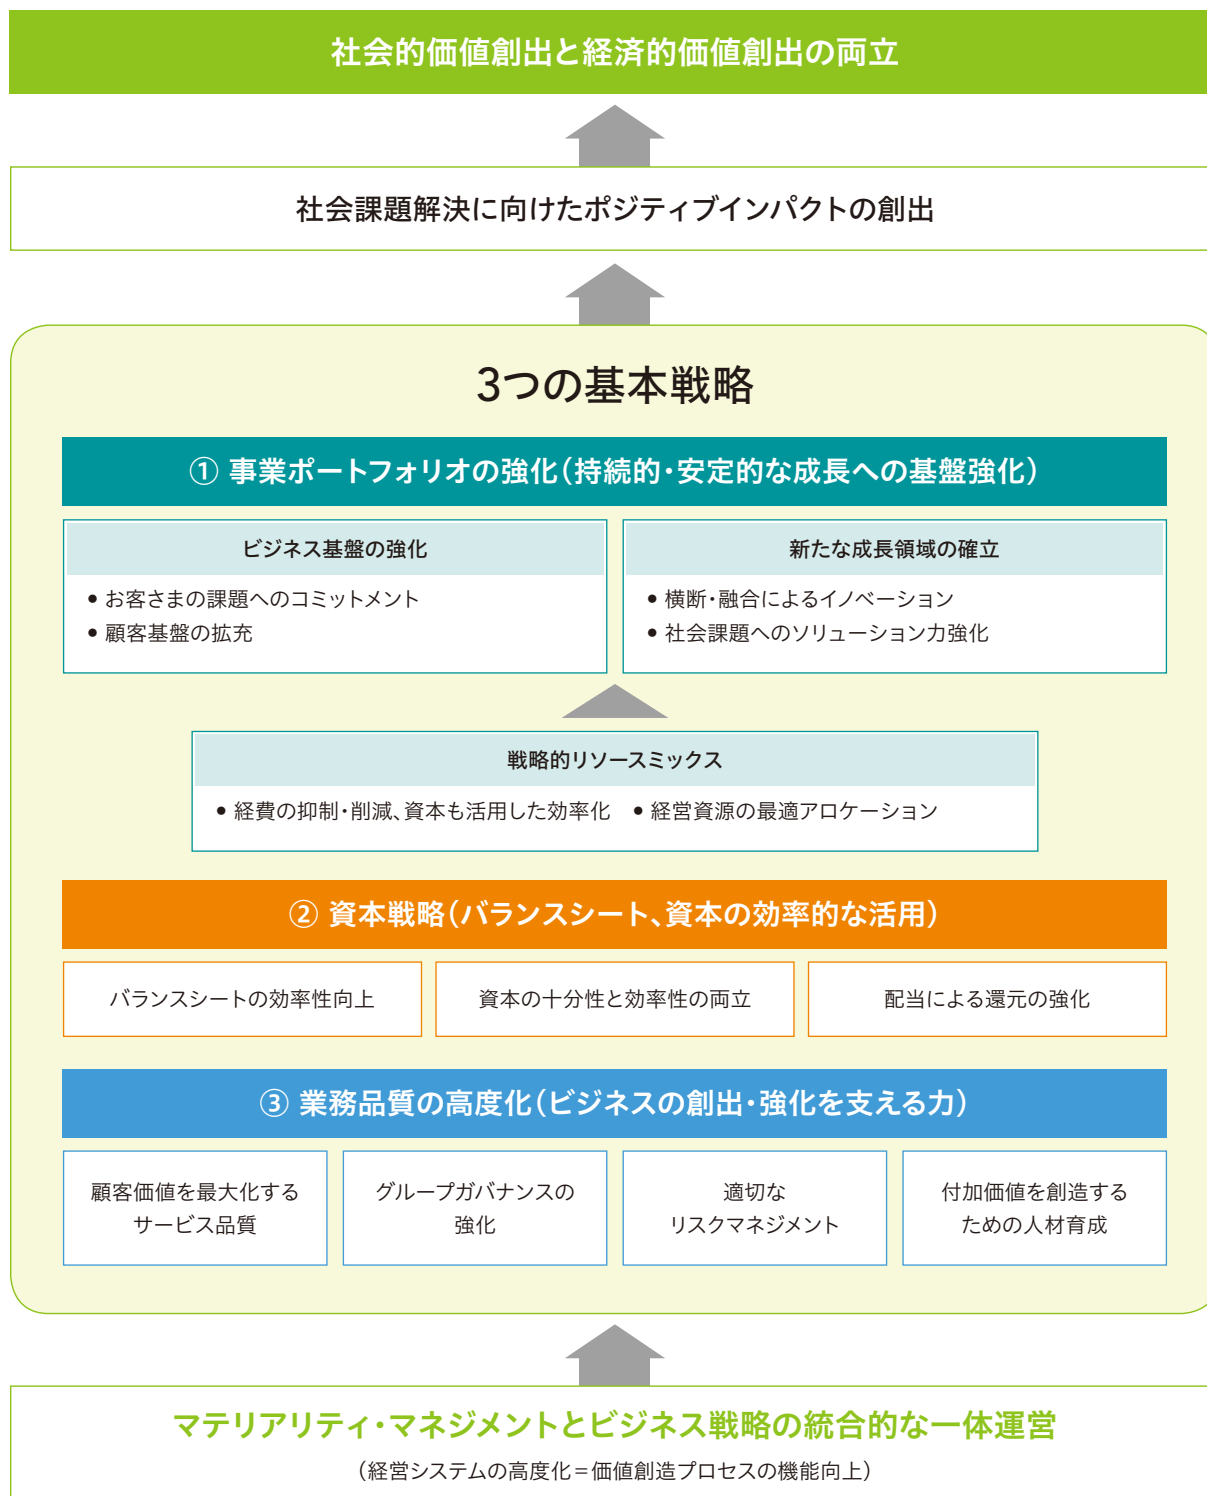 社会的価値創出と経済的価値創出の両立
社会課題解決に向けたポジティブインパクトの創出
3つの基本戦略
① 事業ポートフォリオの強化（持続的・安定的な成長への基盤強化）
ビジネス基盤の強化
● お客さまの課題へのコミットメント
● 顧客基盤の拡充
新たな成長領域の確立
● 横断・融合によるイノベーション
● 社会課題へのソリューション力強化
戦略的リソースミックス
● 経費の抑制・削減、資本も活用した効率化　● 経営資源の最適アロケーション
② 資本戦略（バランスシート、資本の効率的な活用）
バランスシートの効率性向上
資本の十分性と効率性の両立
配当による還元の強化
③ 業務品質の高度化（ビジネスの創出・強化を支える力）
顧客価値を最大化する
サービス品質
グループガバナンスの
強化
適切な
リスクマネジメント
付加価値を創造する
ための人材育成
マテリアリティ・マネジメントとビジネス戦略の統合的な一体運営
（経営システムの高度化＝価値創造プロセスの機能向上）